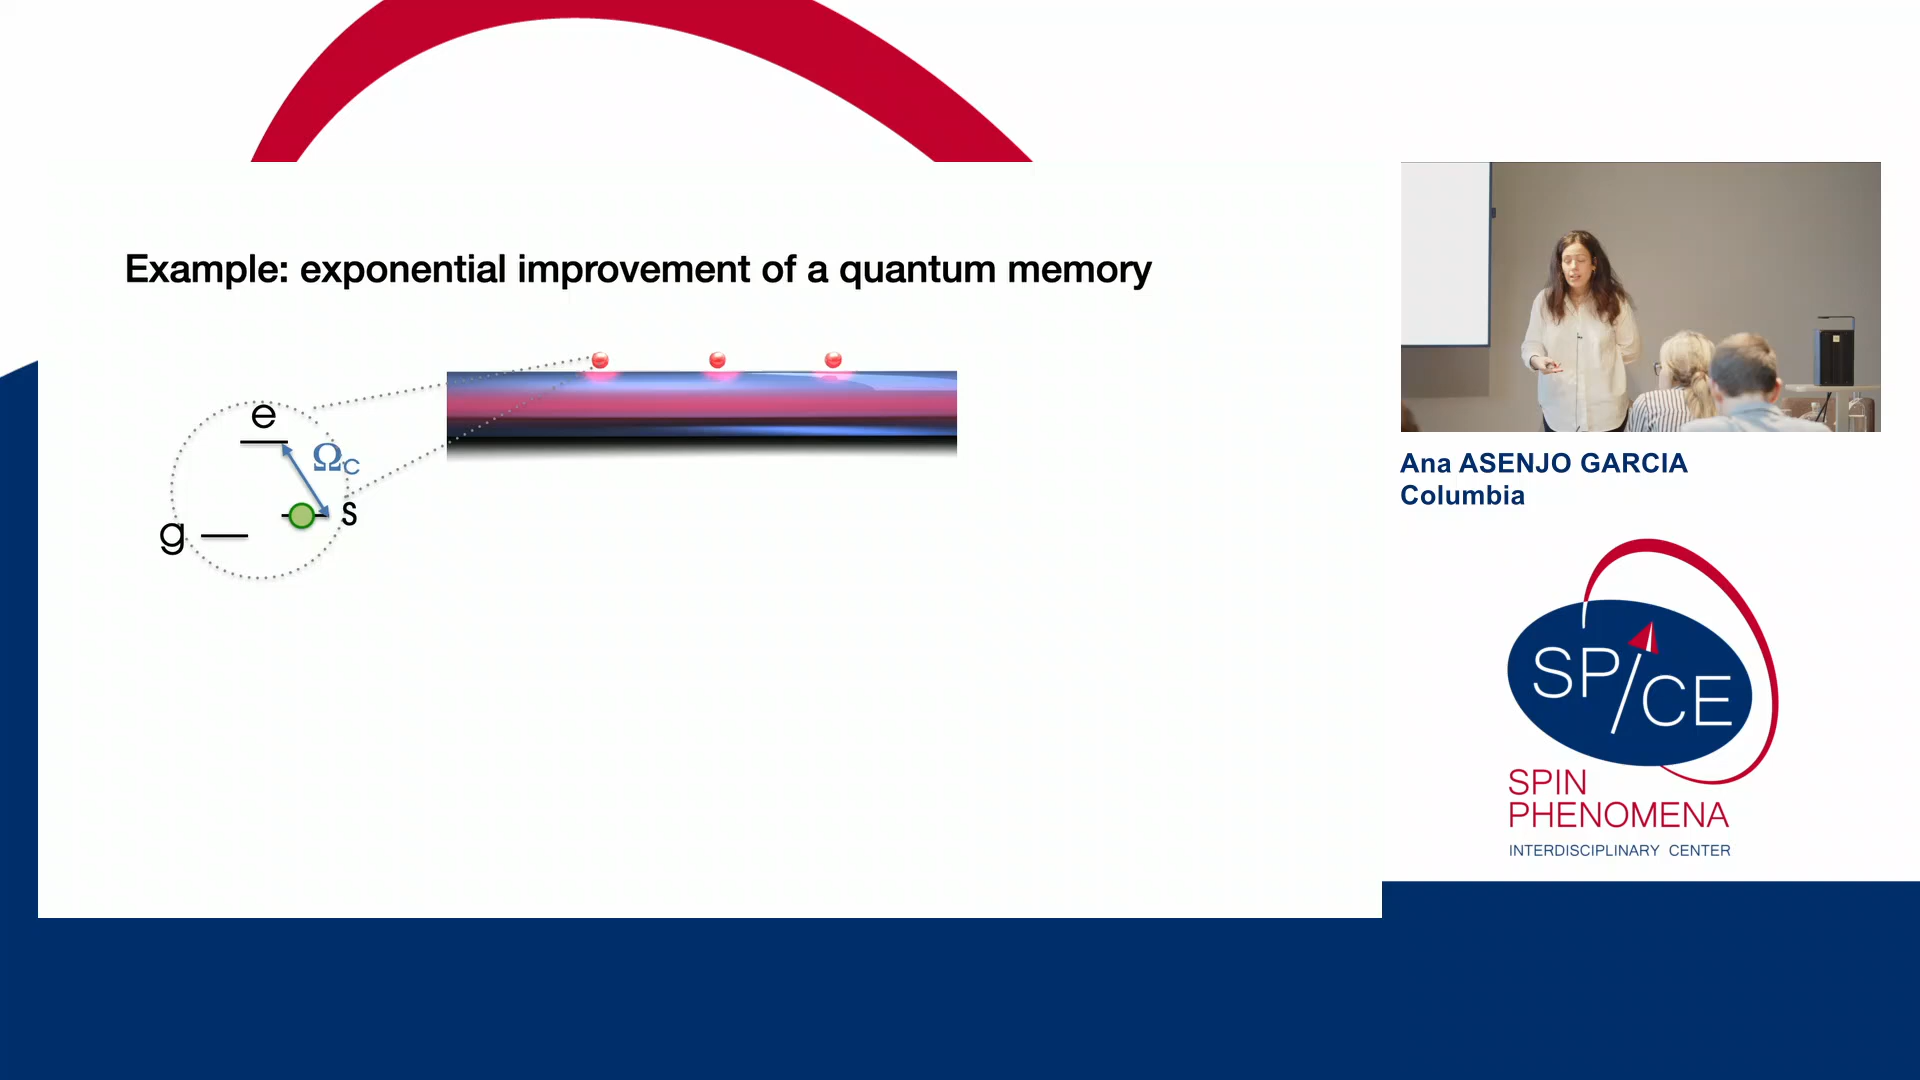 Example: exponential improvement of a quantum memory
e
Ωc
s
g
Ana ASENJO GARCIA
Columbia
SP/CE
SPIN
PHENOMENA
INTERDISCIPLINARY CENTER